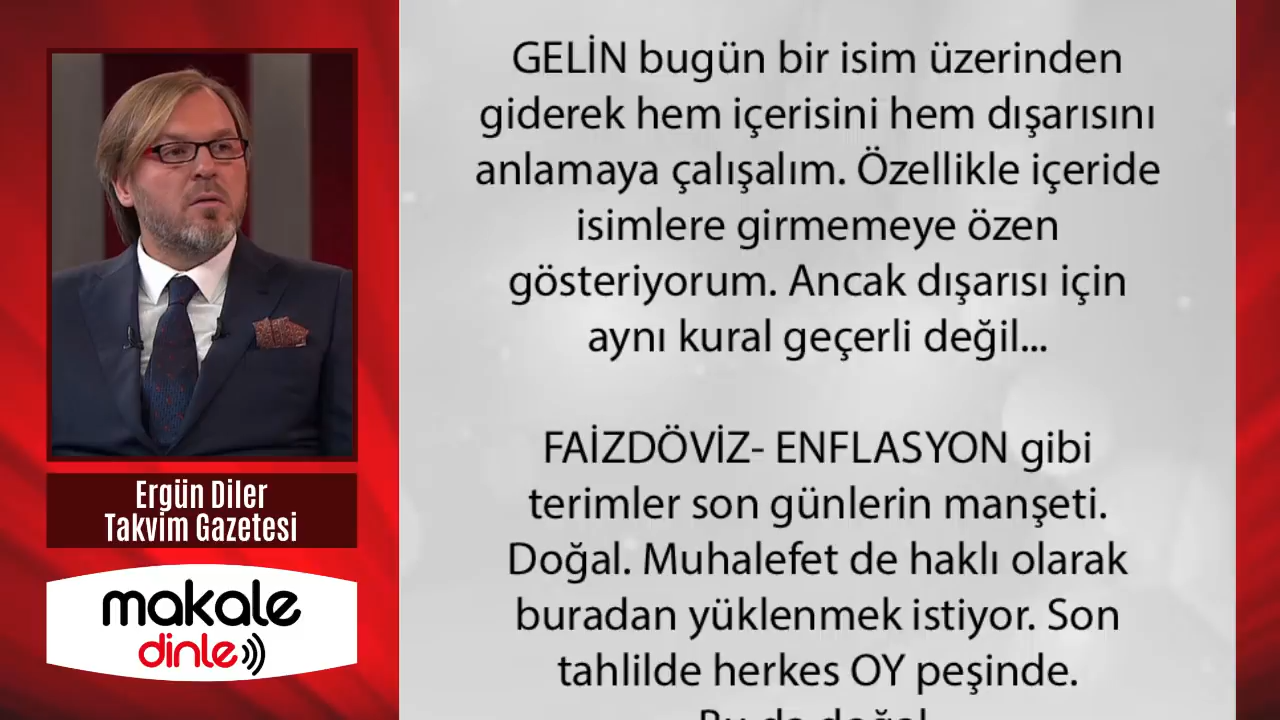 GELİN bugün bir isim üzerinden
giderek hem içerisini hem dışarısını
anlamaya çalışalım. Özellikle içeride
isimlere girmemeye özen
gösteriyorum. Ancak dışarısı için
aynı kural geçerli değil...
FAİZDÖVİZ- ENFLASYON gibi
terimler son günlerin manşeti.
Doğal. Muhalefet de haklı olarak
buradan yüklenmek istiyor. Son
tahlilde herkes OY peşinde.
Ergün Diler
Takvim Gazetesi
makale
dinle